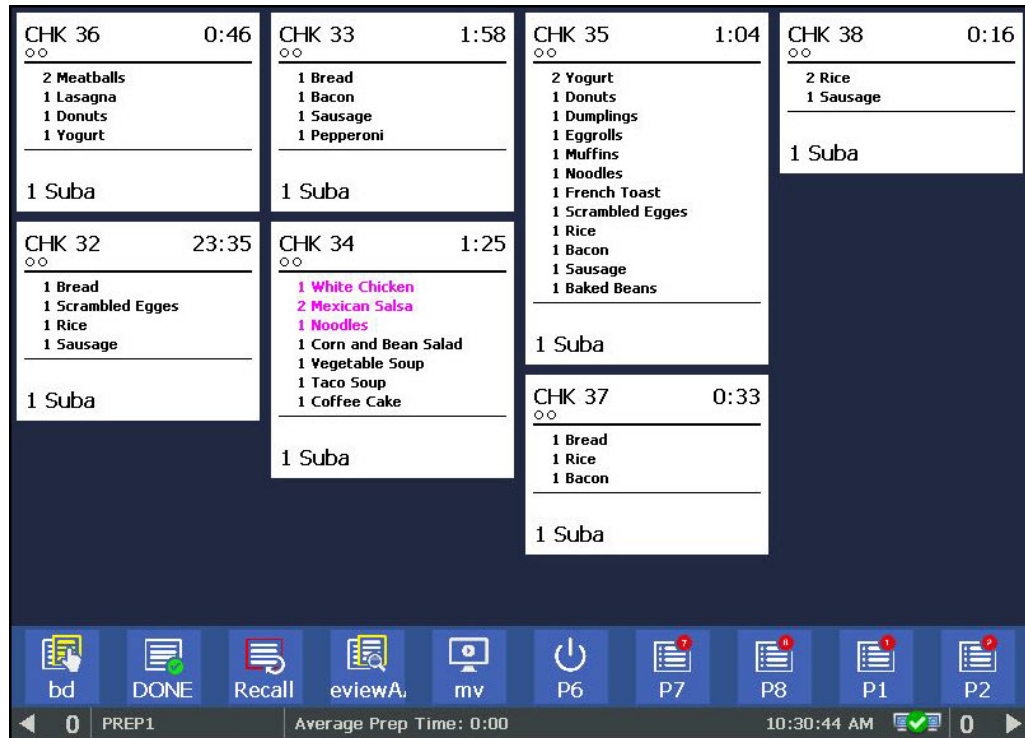 CHK 36 0:46
2 Meatballs
1 Lasagna
1 Donuts
1 Yogurt
1 Suba
CHK 32 23:35
1 Bread
1 Scrambled Egges
1 Rice
1 Sausage
1 Suba
CHK 33 1:58
1 Bread
1 Bacon
1 Sausage
1 Pepperoni
1 Suba
CHK 34 1:25
1 White Chicken
2 Mexican Salsa
1 Noodles
1 Corn and Bean Salad
1 Vegetable Soup
1 Taco Soup
1 Coffee Cake
1 Suba
CHK 35 1:04
2 Yogurt
1 Donuts
1 Dumplings
1 Eggrolls
1 Muffins
1 Noodles
1 French Toast
1 Scrambled Egges
1 Rice
1 Bacon
1 Sausage
1 Baked Beans
1 Suba
CHK 37 0:33
1 Bread
1 Rice
1 Bacon
1 Suba
CHK 38 0:16
2 Rice
1 Sausage
1 Suba
bd
DONE
Recall
eviewA
mv
P6
7
P7
P8
1
P1
2
P2
0 PREP1 Average Prep Time: 0:00 10:30:44 AM 0